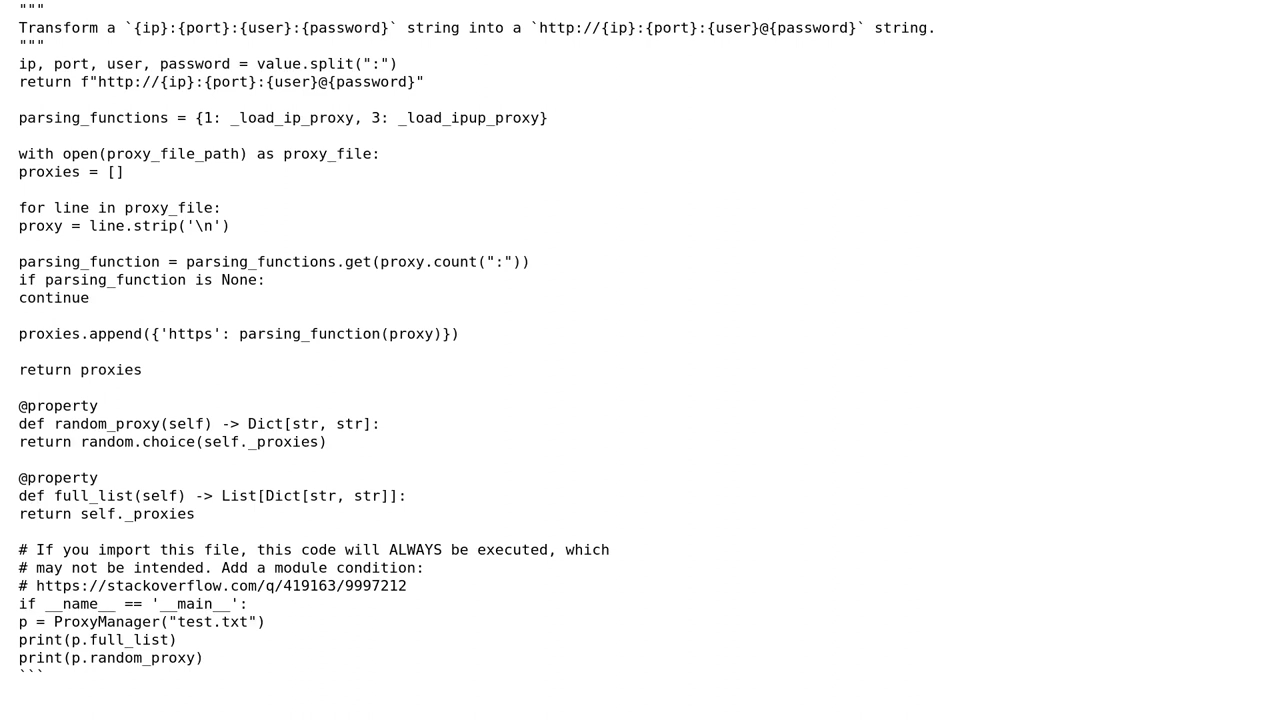 """
Transform a `{ip}:{port}:{user}:{password}` string into a `http://{ip}:{port}:{user}@{password}` string.
"""
ip, port, user, password = value.split(":")
return f"http://{ip}:{port}:{user}@{password}"

parsing_functions = {1: _load_ip_proxy, 3: _load_ipup_proxy}

with open(proxy_file_path) as proxy_file:
proxies = []

for line in proxy_file:
proxy = line.strip('\n')

parsing_function = parsing_functions.get(proxy.count(":"))
if parsing_function is None:
continue

proxies.append({'https': parsing_function(proxy)})

return proxies

@property
def random_proxy(self) -> Dict[str, str]:
return random.choice(self._proxies)

@property
def full_list(self) -> List[Dict[str, str]]:
return self._proxies

# If you import this file, this code will ALWAYS be executed, which
# may not be intended. Add a module condition:
# https://stackoverflow.com/q/419163/9997212
if __name__ == '__main__':
p = ProxyManager("test.txt")
print(p.full_list)
print(p.random_proxy)
```